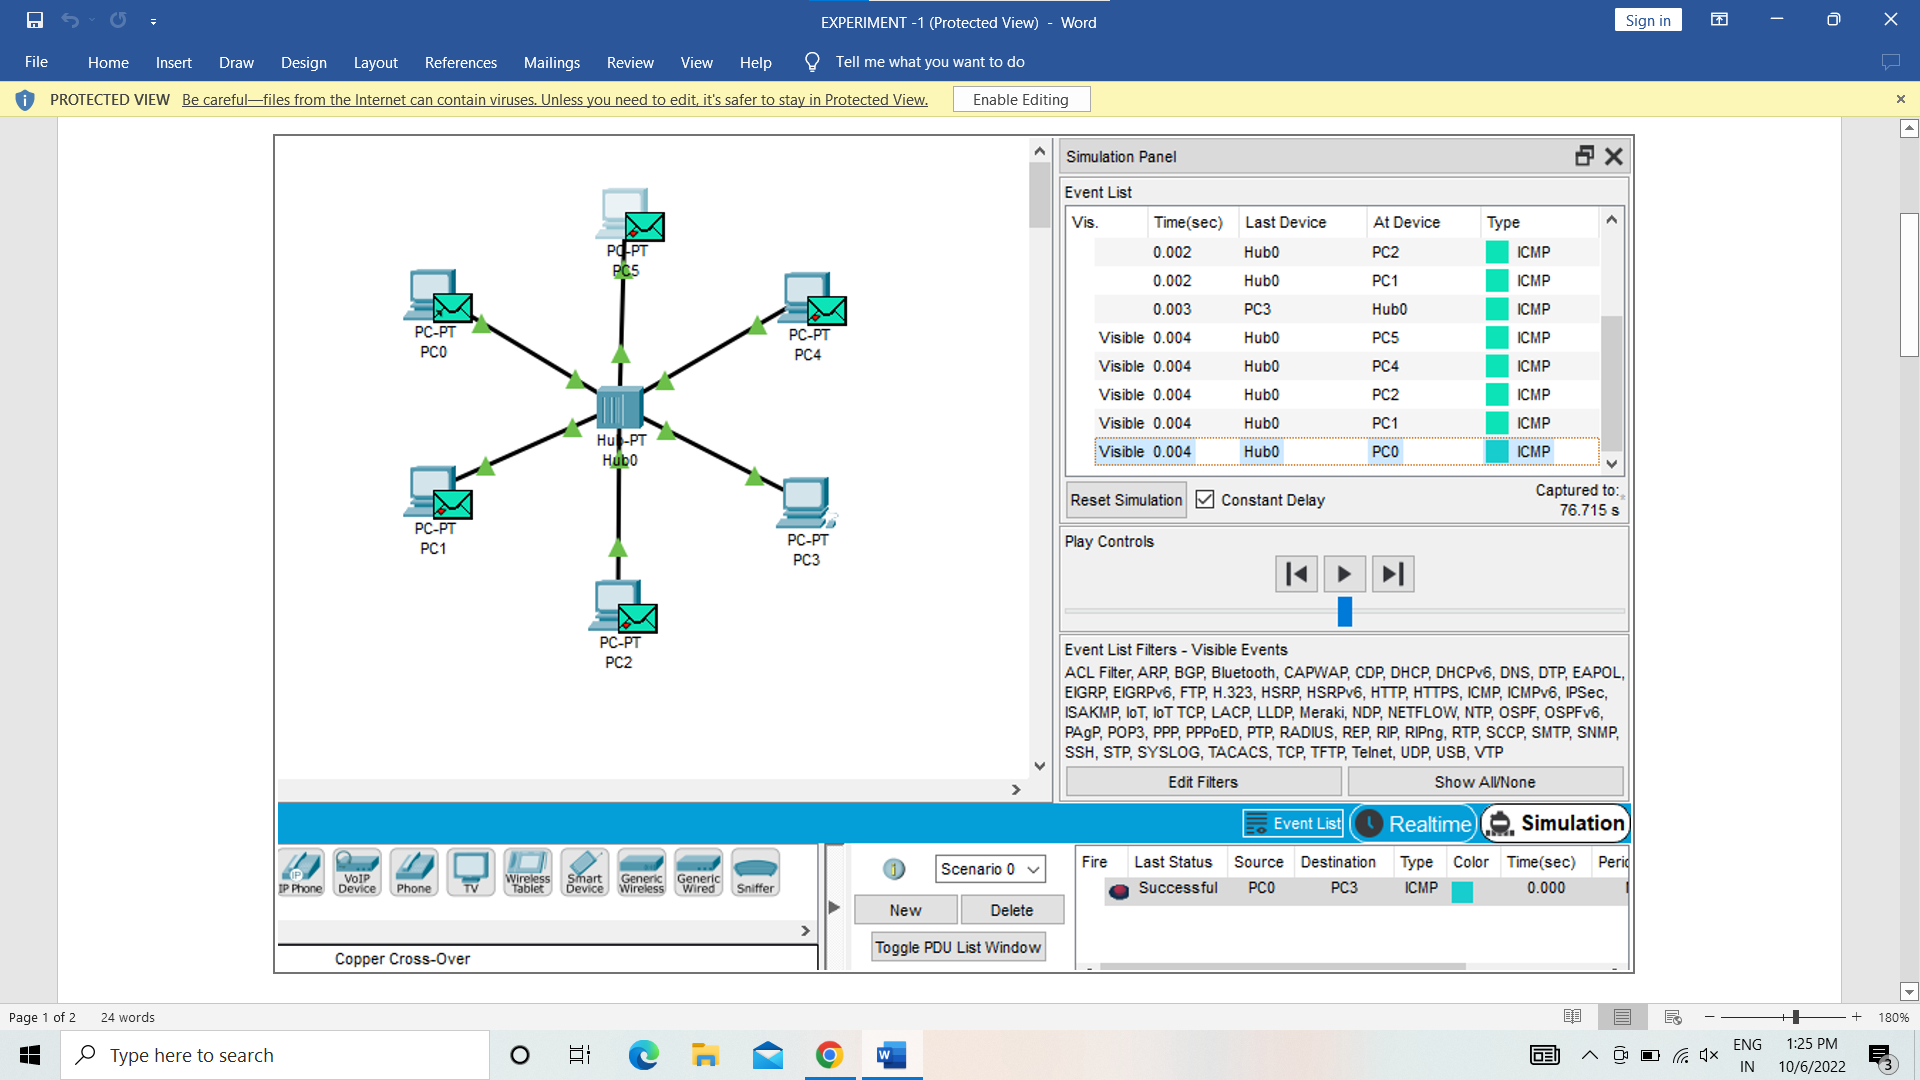 EXPERIMENT -1 (Protected View) - Word
Sign in
File Home Insert Draw Design Layout References Mailings Review View Help Tell me what you want to do
PROTECTED VIEW Be careful—files from the Internet can contain viruses. Unless you need to edit, it's safer to stay in Protected View. Enable Editing
PC-PT
PC5
PC-PT
PC0
PC-PT
PC4
Hub-PT
Hub0
PC-PT
PC1
PC-PT
PC3
PC-PT
PC2
Simulation Panel
Event List
Vis. Time(sec) Last Device At Device Type
0.002 Hub0 PC2 ICMP
0.002 Hub0 PC1 ICMP
0.003 PC3 Hub0 ICMP
Visible 0.004 Hub0 PC5 ICMP
Visible 0.004 Hub0 PC4 ICMP
Visible 0.004 Hub0 PC2 ICMP
Visible 0.004 Hub0 PC1 ICMP
Visible 0.004 Hub0 PC0 ICMP
Reset Simulation Constant Delay Captured to:
76.715 s
Play Controls
Event List Filters - Visible Events
ACL Filter, ARP, BGP, Bluetooth, CAPWAP, CDP, DHCP, DHCPv6, DNS, DTP, EAPOL,
EIGRP, EIGRPv6, FTP, H.323, HSRP, HSRPv6, HTTP, HTTPS, ICMP, ICMPv6, IPSec,
ISAKMP, IoT, IoT TCP, LACP, LLDP, Meraki, NDP, NETFLOW, NTP, OSPF, OSPFv6,
PAgP, POP3, PPP, PPPoED, PTP, RADIUS, REP, RIP, RIPng, RTP, SCCP, SMTP, SNMP,
SSH, STP, SYSLOG, TACACS, TCP, TFTP, Telnet, UDP, USB, VTP
Edit Filters Show All/None
Event List Realtime Simulation
IP Phone
VoIP Device
Phone
TV
Wireless Tablet
Smart Device
Generic Wireless
Generic Wired
Sniffer
Copper Cross-Over
Scenario 0
New Delete
Toggle PDU List Window
Fire Last Status Source Destination Type Color Time(sec)
Successful PC0 PC3 ICMP 0.000
Page 1 of 2 24 words
180%
Type here to search
ENG
IN
1:25 PM
10/6/2022
3